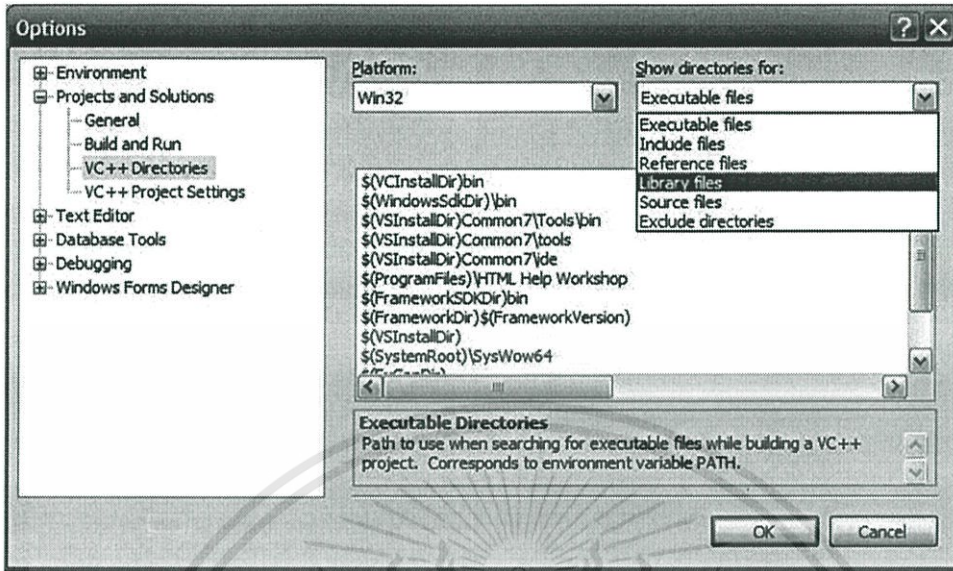 Options
Environment
Projects and Solutions
General
Build and Run
VC++ Directories
VC++ Project Settings
Text Editor
Database Tools
Debugging
Windows Forms Designer
Platform:
Win32
Show directories for:
Executable files
Executable files
Include files
Reference files
Library files
Source files
Exclude directories
$(VCInstallDir)bin
$(WindowsSdkDir)\bin
$(VSInstallDir)Common7\Tools\bin
$(VSInstallDir)Common7\tools
$(VSInstallDir)Common7\ide
$(ProgramFiles)\HTML Help Workshop
$(FrameworkSDKDir)bin
$(FrameworkDir)$(FrameworkVersion)
$(VSInstallDir)
$(SystemRoot)\SysWow64
Executable Directories
Path to use when searching for executable files while building a VC++
project. Corresponds to environment variable PATH.
OK
Cancel